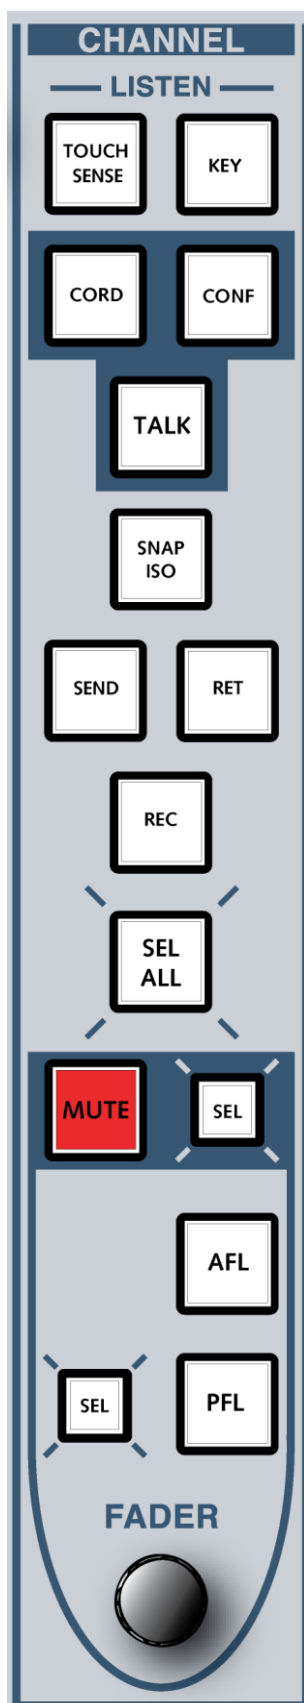 CHANNEL
LISTEN
TOUCH
SENSE
KEY
CORD
CONF
TALK
SNAP
ISO
SEND
RET
REC
SEL
ALL
MUTE
SEL
AFL
SEL
PFL
FADER